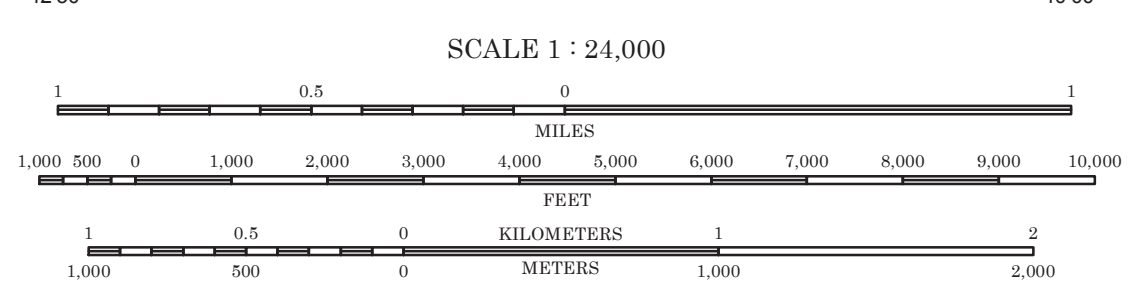 SCALE 1 : 24,000
1 0.5 0 1
MILES
1,000 500 0 1,000 2,000 3,000 4,000 5,000 6,000 7,000 8,000 9,000 10,000
FEET
1 0.5 0 KILOMETERS 1 2
1,000 500 0 METERS 1,000 2,000